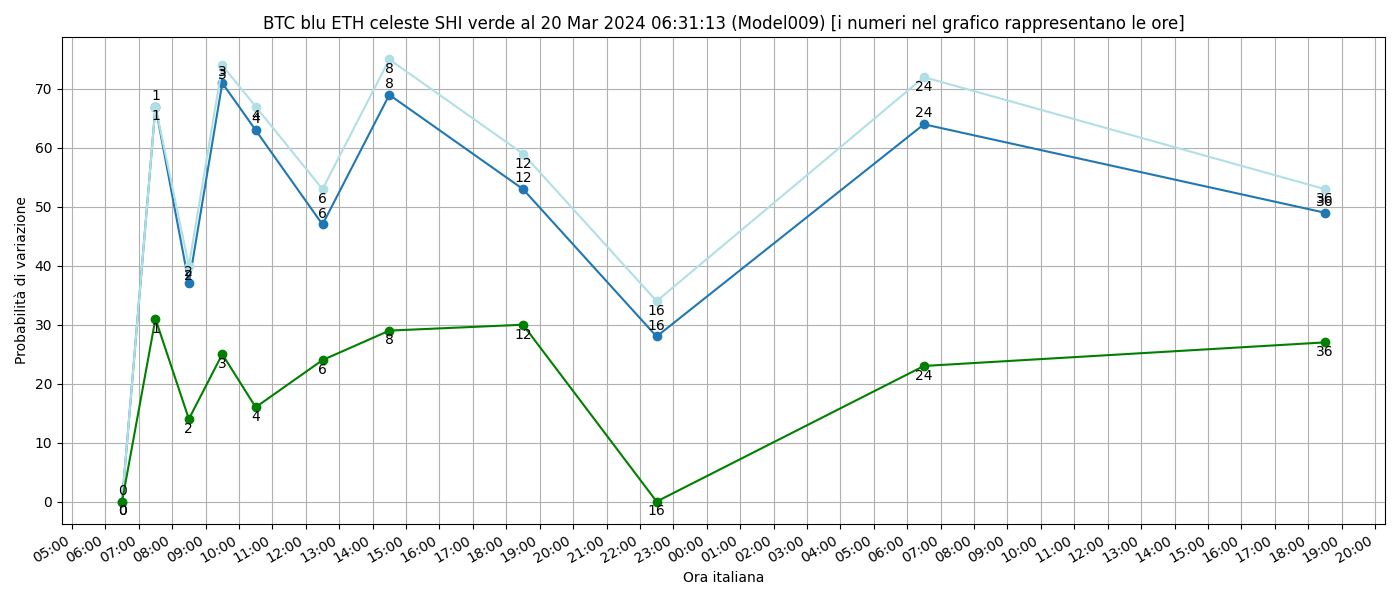 BTC blu ETH celeste SHI verde al 20 Mar 2024 06:31:13 (Model009) [i numeri nel grafico rappresentano le ore]
Probabilità di variazione
70
60
50
40
30
20
10
0
1 3 8 24
1 3 4 8 24
4 6 12 36
2 6 12 36
2 16
16
1 3 6 8 12 24 36
2 4
0 16
0
0
05:00 06:00 07:00 08:00 09:00 10:00 11:00 12:00 13:00 14:00 15:00 16:00 17:00 18:00 19:00 20:00 21:00 22:00 23:00 00:00 01:00 02:00 03:00 04:00 05:00 06:00 07:00 08:00 09:00 10:00 11:00 12:00 13:00 14:00 15:00 16:00 17:00 18:00 19:00 20:00
Ora italiana